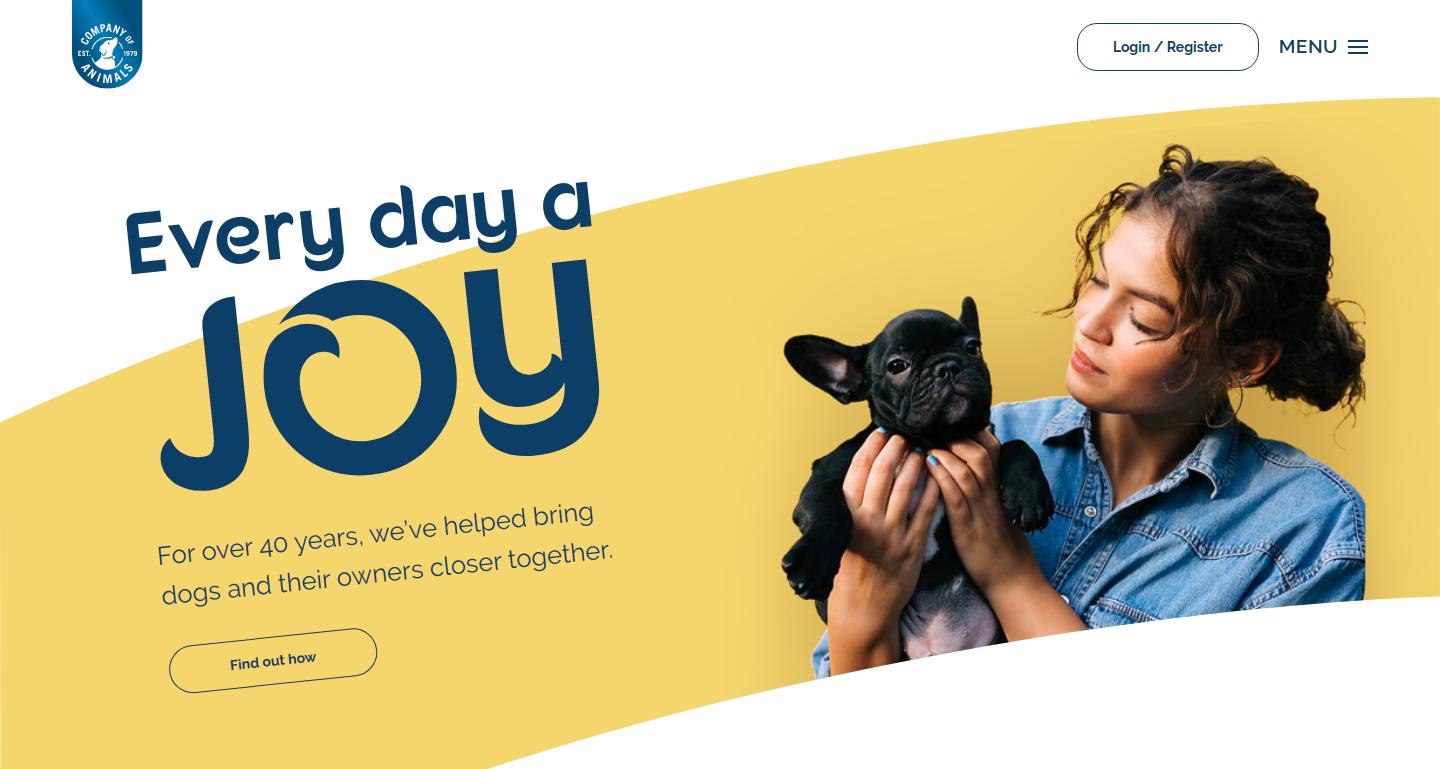 COMPANY OF
EST. 1979
ANIMALS
Login / Register
MENU
Every day a
JOY
For over 40 years, we've helped bring
dogs and their owners closer together.
Find out how